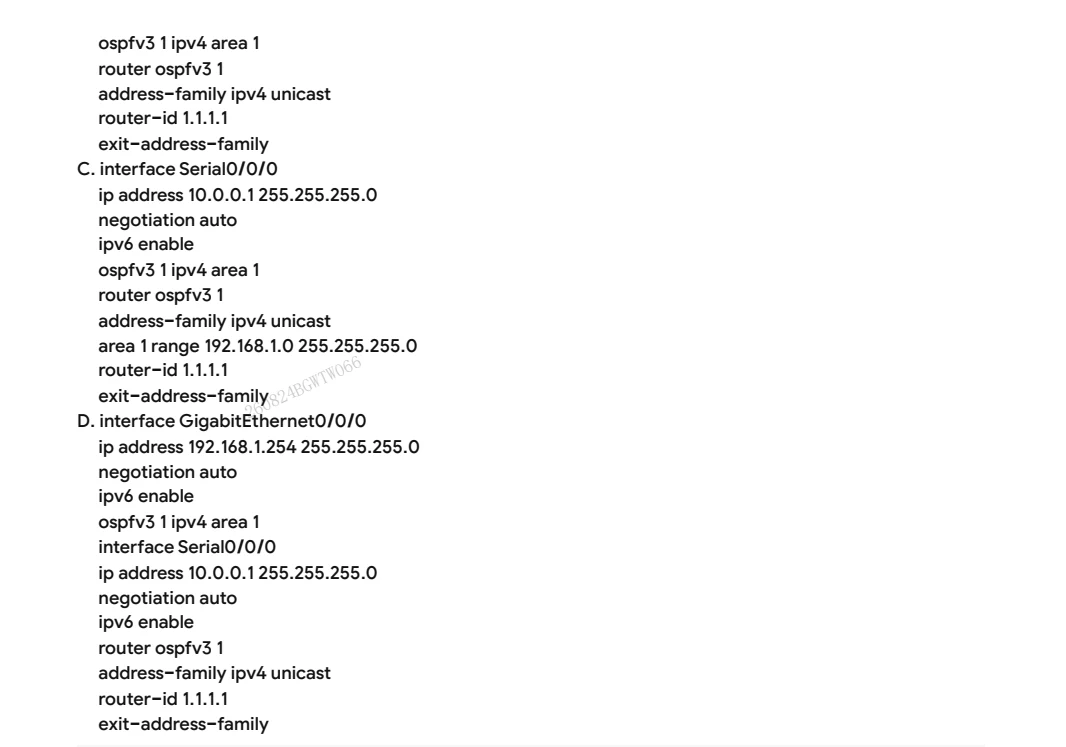 ospfv3 1 ipv4 area 1
router ospfv3 1
address-family ipv4 unicast
router-id 1.1.1.1
exit-address-family
C. interface Serial0/0/0
ip address 10.0.0.1 255.255.255.0
negotiation auto
ipv6 enable
ospfv3 1 ipv4 area 1
router ospfv3 1
address-family ipv4 unicast
area 1 range 192.168.1.0 255.255.255.0
router-id 1.1.1.1
exit-address-family
260824BGWTW066
D. interface GigabitEthernet0/0/0
ip address 192.168.1.254 255.255.255.0
negotiation auto
ipv6 enable
ospfv3 1 ipv4 area 1
interface Serial0/0/0
ip address 10.0.0.1 255.255.255.0
negotiation auto
ipv6 enable
router ospfv3 1
address-family ipv4 unicast
router-id 1.1.1.1
exit-address-family